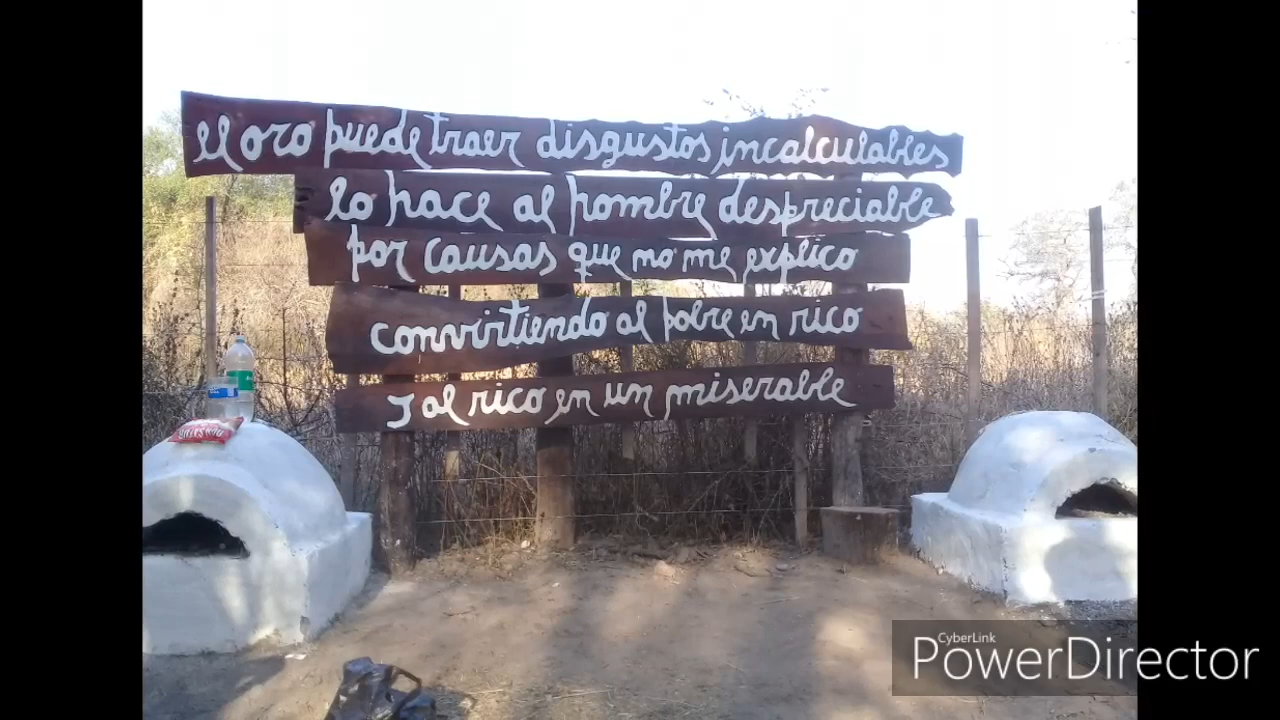 el oro puede traer disgustos incalculables
lo hace al hombre despreciable
por causas que no me explico
convirtiendo al pobre en rico
y al rico en un miserable
CyberLink
PowerDirector